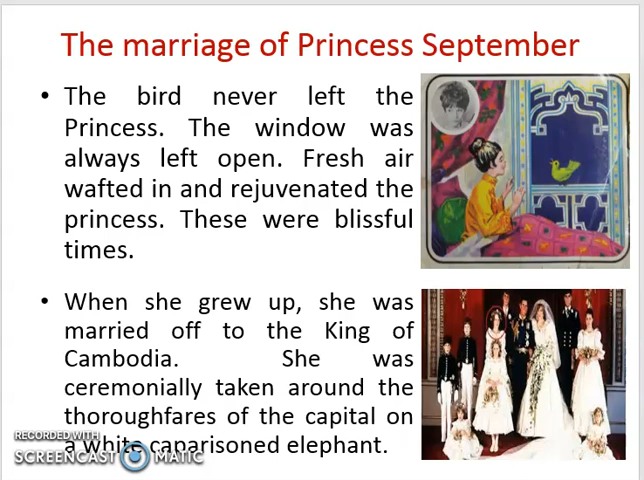 The marriage of Princess September
• The bird never left the
Princess. The window was
always left open. Fresh air
wafted in and rejuvenated the
princess. These were blissful
times.
• When she grew up, she was
married off to the King of
Cambodia. She was
ceremonially taken around the
thoroughfares of the capital on
a white caparisoned elephant.
RECORDED WITH
SCREENCAST MATIC